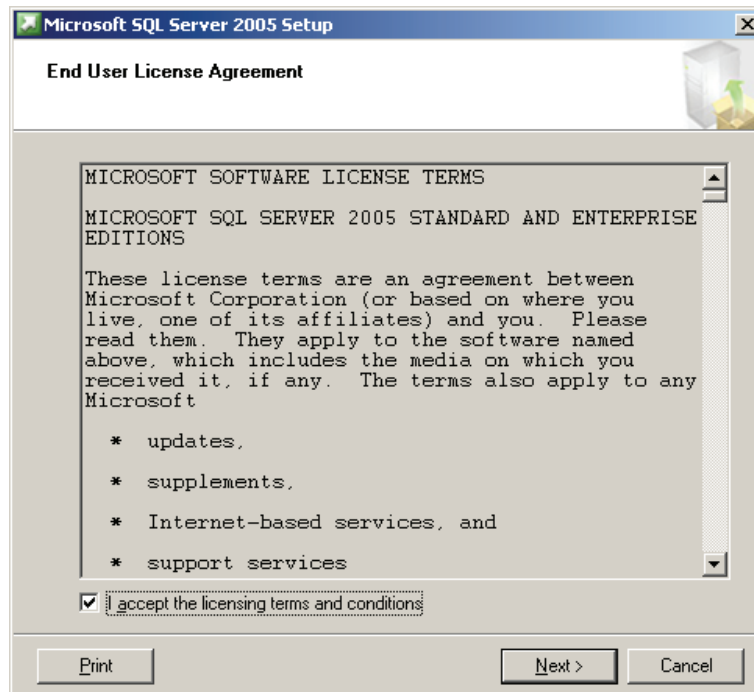 Microsoft SQL Server 2005 Setup
End User License Agreement
MICROSOFT SOFTWARE LICENSE TERMS
MICROSOFT SQL SERVER 2005 STANDARD AND ENTERPRISE
EDITIONS
These license terms are an agreement between
Microsoft Corporation (or based on where you
live, one of its affiliates) and you.  Please
read them.  They apply to the software named
above, which includes the media on which you
received it, if any.  The terms also apply to any
Microsoft
*  updates,
*  supplements,
*  Internet-based services, and
*  support services
I accept the licensing terms and conditions
Print
Next >
Cancel